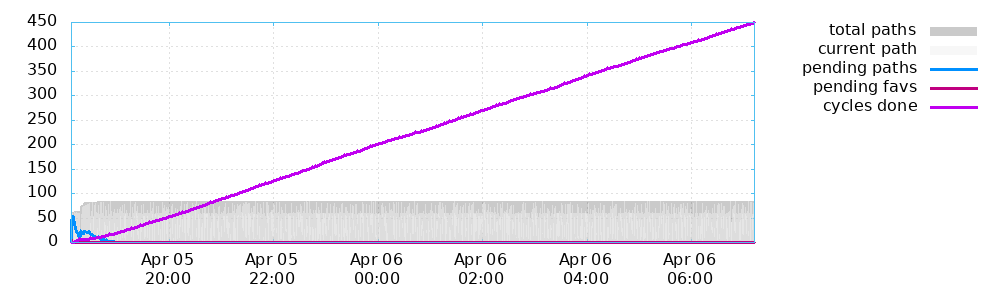 450
400
350
300
250
200
150
100
50
0
Apr 05
20:00
Apr 05
22:00
Apr 06
00:00
Apr 06
02:00
Apr 06
04:00
Apr 06
06:00
total paths
current path
pending paths
pending favs
cycles done